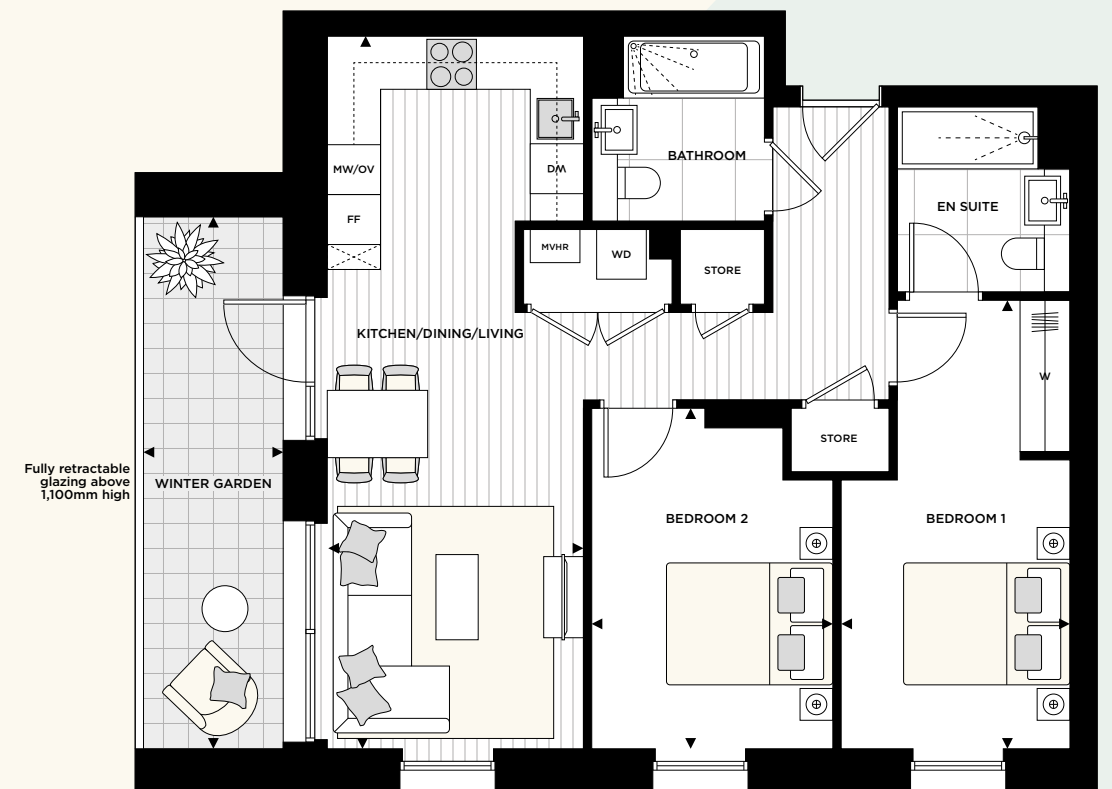 BATHROOM
MW/OV
DM
FF
EN SUITE
MVHR
WD
STORE
KITCHEN/DINING/LIVING
W
STORE
Fully retractable
glazing above
1,100mm high
WINTER GARDEN
BEDROOM 2
BEDROOM 1